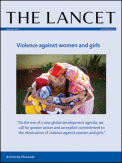 THE LANCET
Violence against women and girls
"On the eve of a new global development agenda, we
call for greater action and an explicit commitment to
the elimination of violence against women and girls"